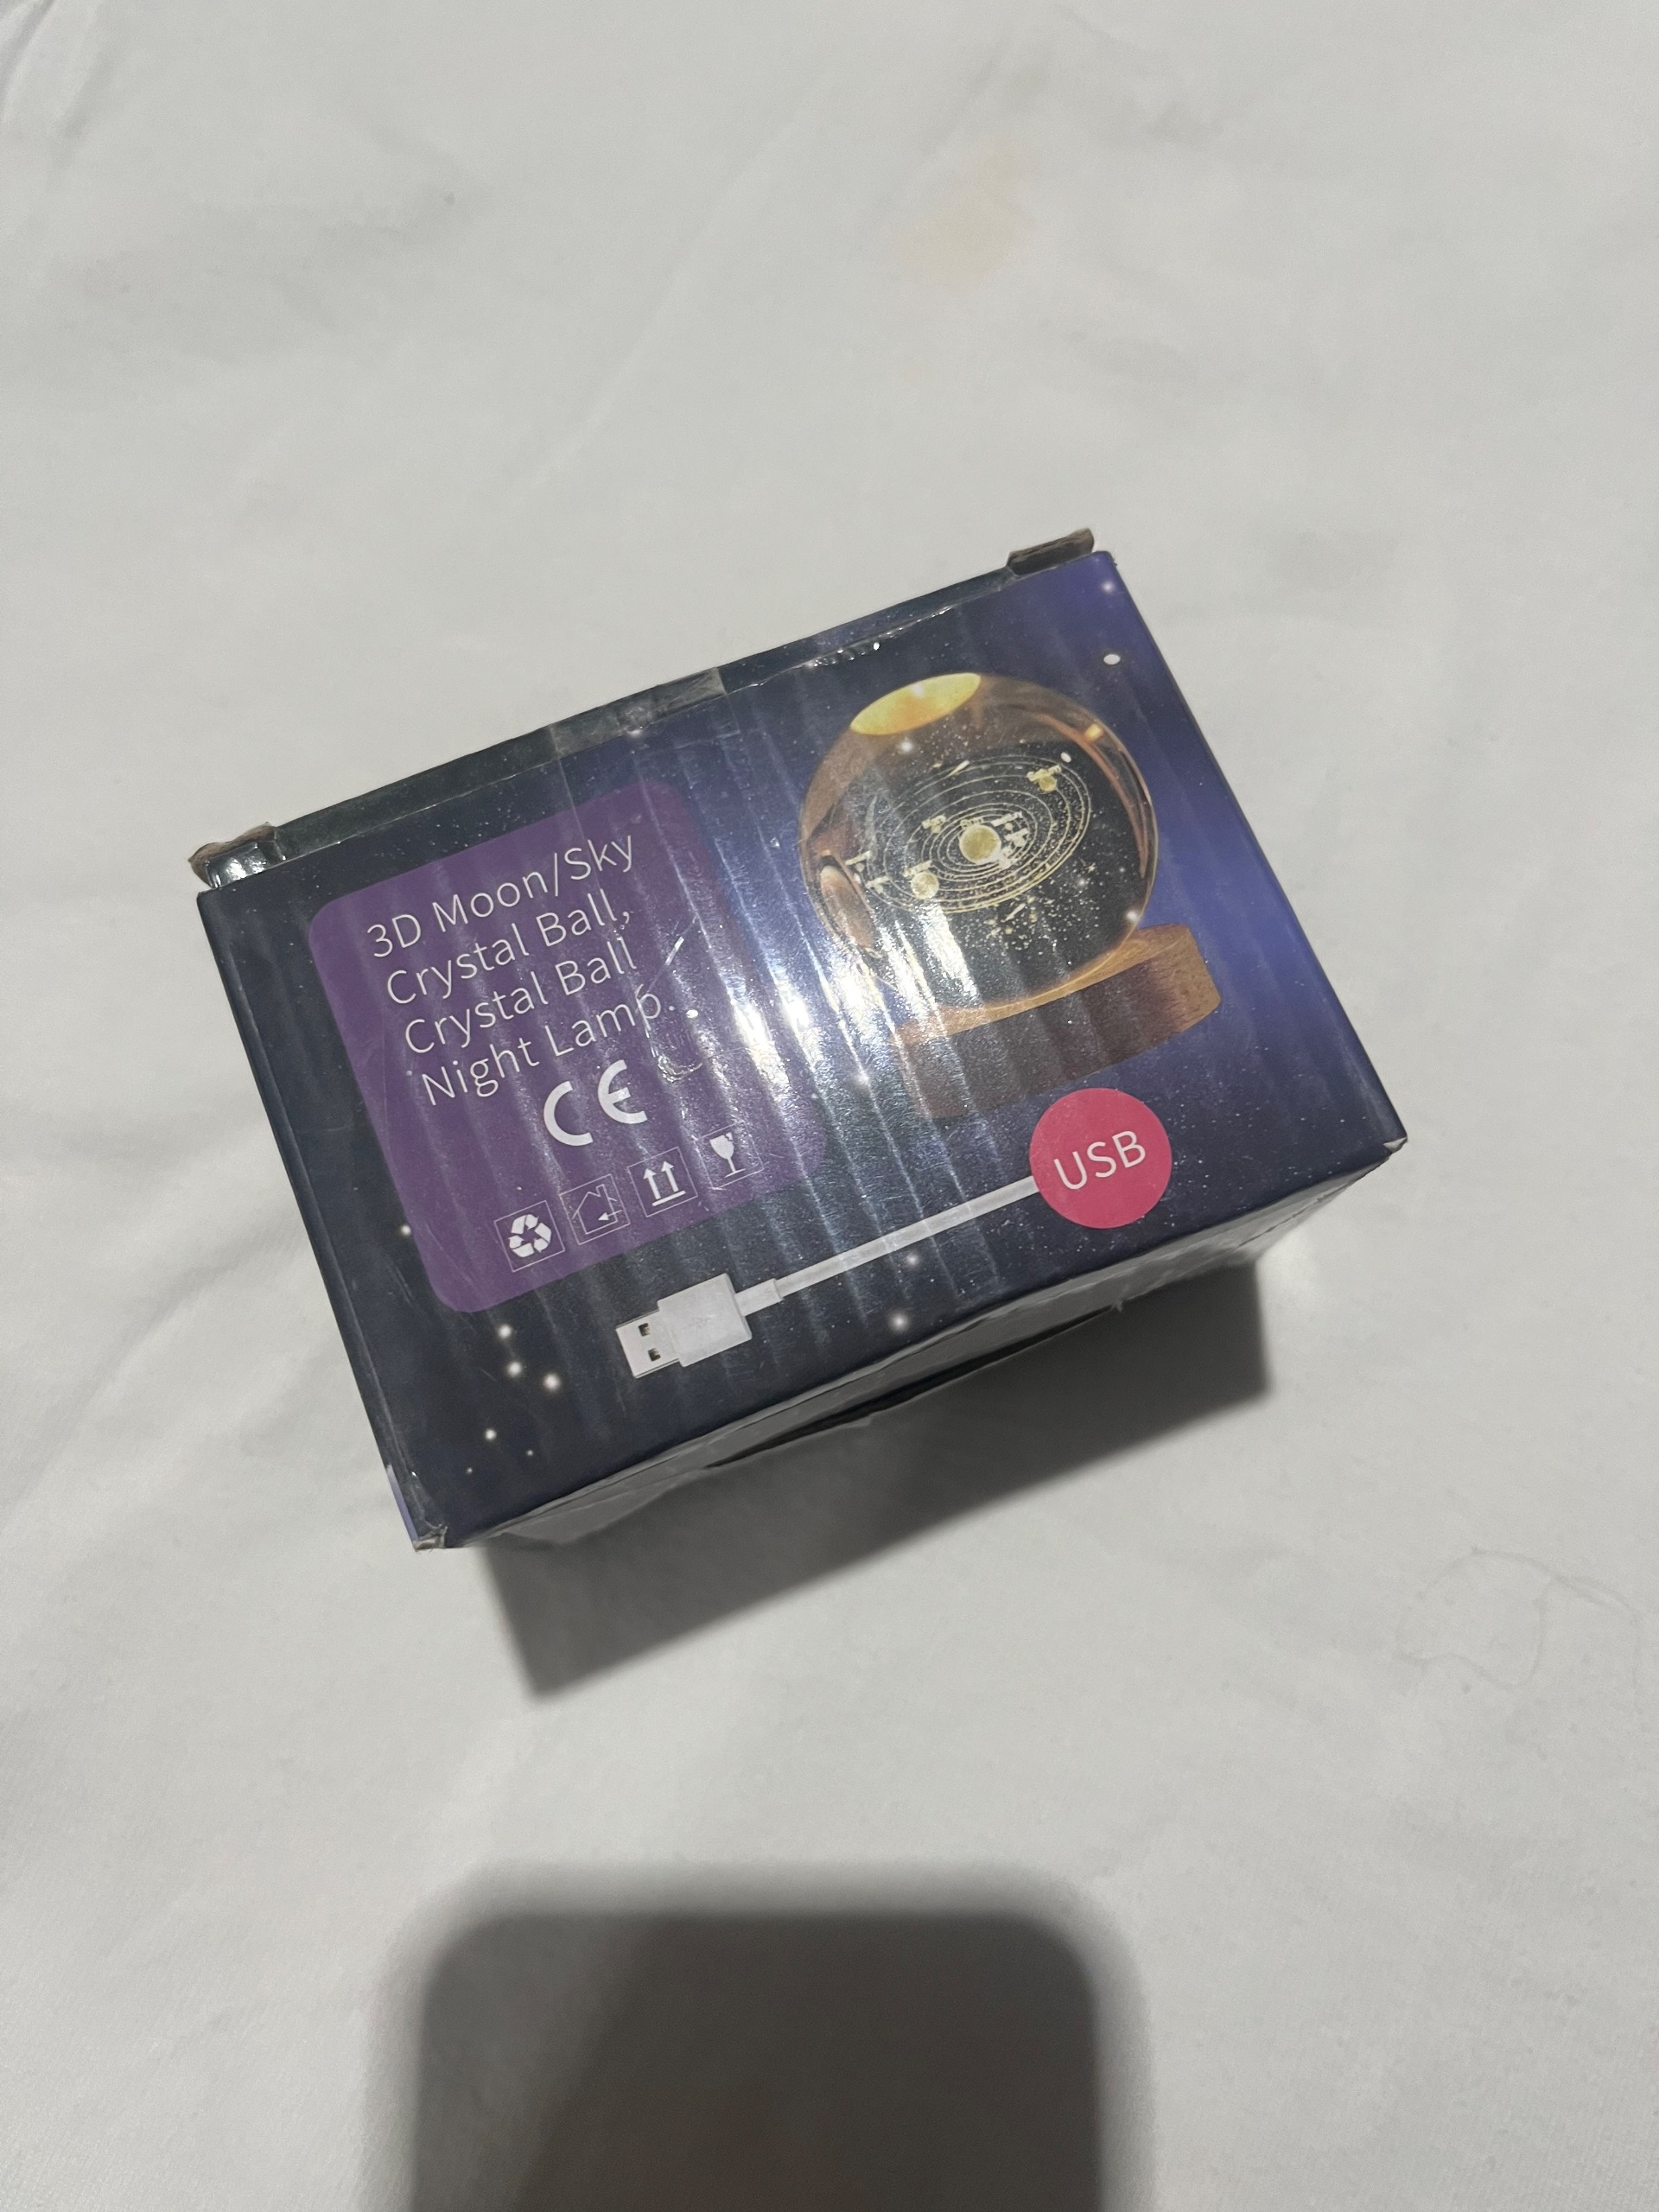 3D Moon/Sky
Crystal Ball,
Crystal Ball
Night Lamp.
CE
USB